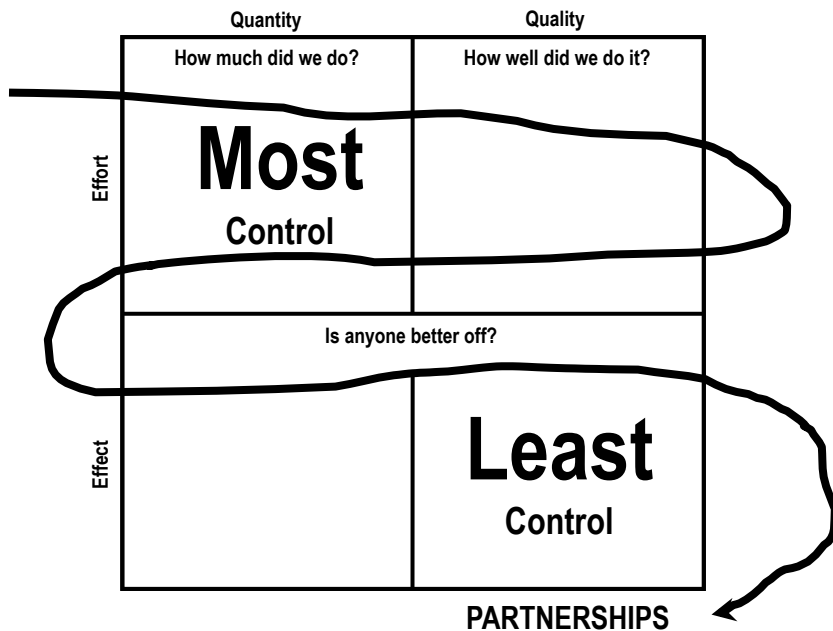 Quantity
Quality
How much did we do?
How well did we do it?
Effort
Most
Control
Is anyone better off?
Effect
Least
Control
PARTNERSHIPS